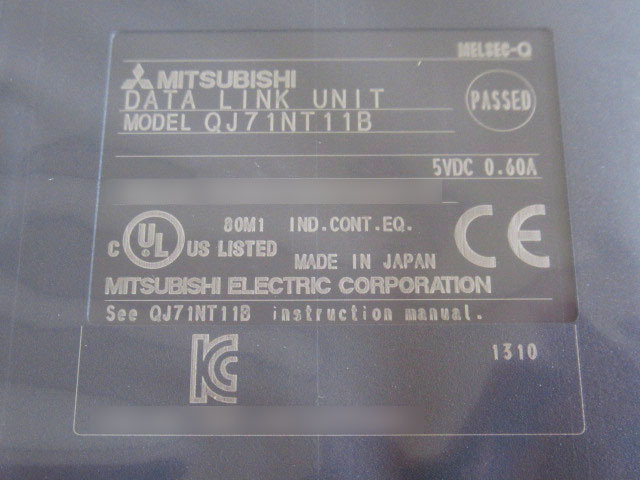 MELSEC-Q
MITSUBISHI
DATA LINK UNIT
PASSED
MODEL QJ71NT11B
5VDC 0.60A
80M1 IND.CONT.EQ.
C UL US LISTED
CE
MADE IN JAPAN
MITSUBISHI ELECTRIC CORPORATION
See QJ71NT11B instruction manual.
KC
1310